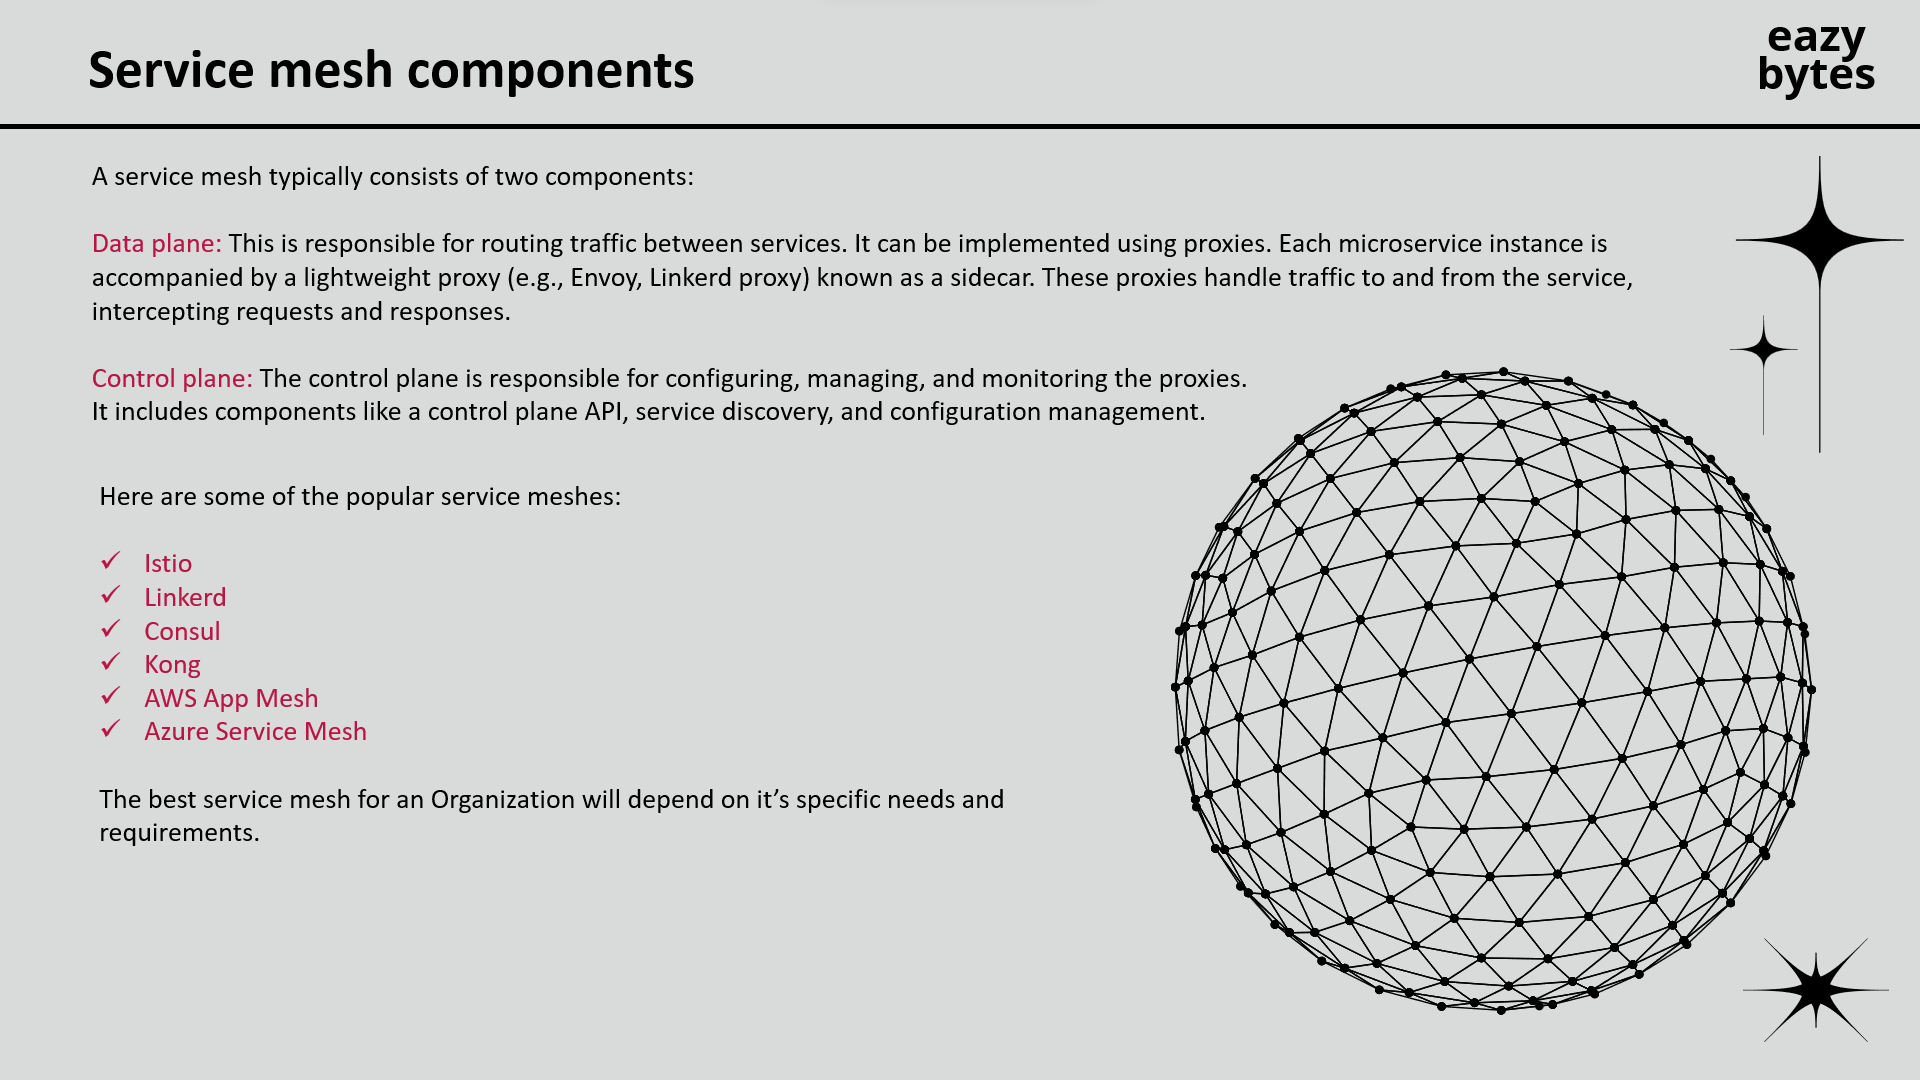 Service mesh components
eazy
bytes
A service mesh typically consists of two components:
Data plane: This is responsible for routing traffic between services. It can be implemented using proxies. Each microservice instance is
accompanied by a lightweight proxy (e.g., Envoy, Linkerd proxy) known as a sidecar. These proxies handle traffic to and from the service,
intercepting requests and responses.
Control plane: The control plane is responsible for configuring, managing, and monitoring the proxies.
It includes components like a control plane API, service discovery, and configuration management.
Here are some of the popular service meshes:
✓ Istio
✓ Linkerd
✓ Consul
✓ Kong
✓ AWS App Mesh
✓ Azure Service Mesh
The best service mesh for an Organization will depend on it’s specific needs and
requirements.